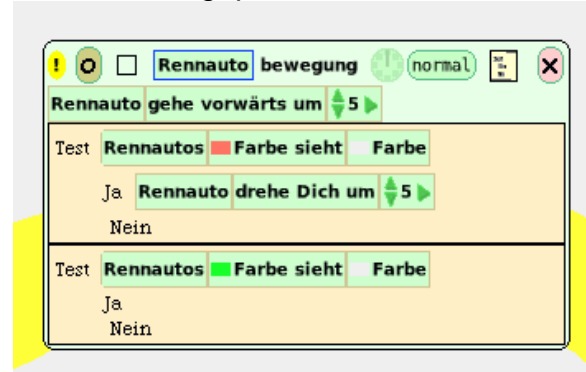 ! O Rennauto bewegung normal X
Rennauto gehe vorwärts um 5
Test Rennautos Farbe sieht Farbe
Ja Rennauto drehe Dich um 5
Nein
Test Rennautos Farbe sieht Farbe
Ja
Nein